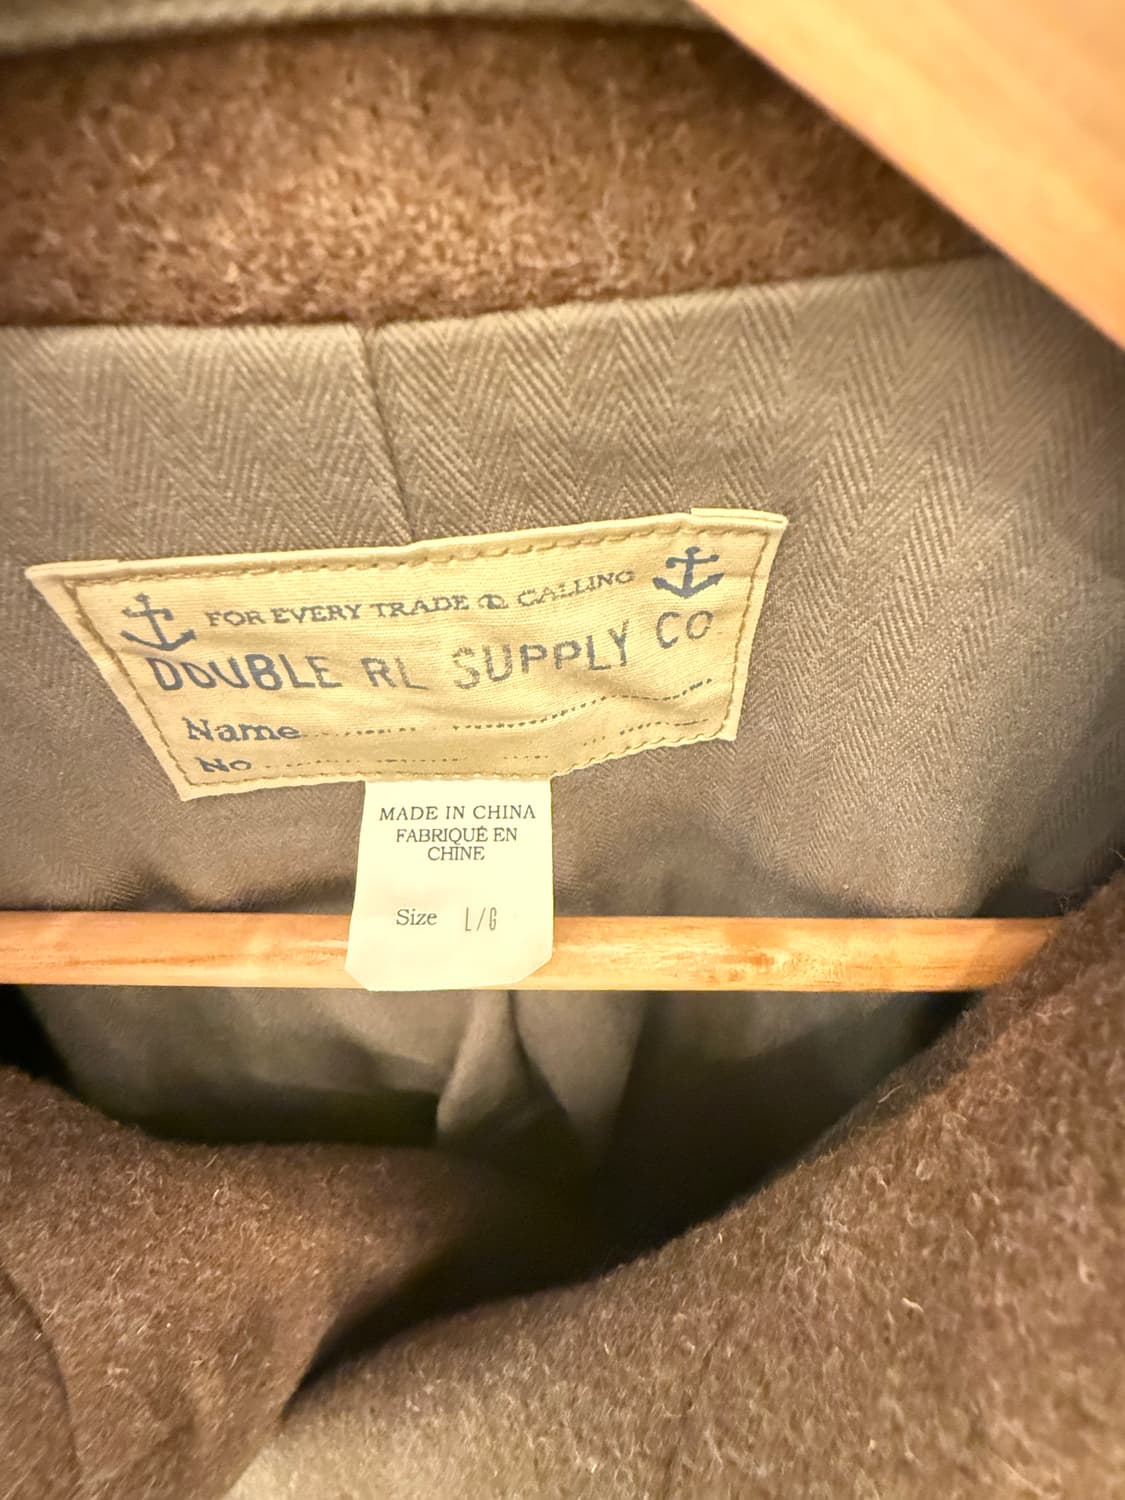 FOR EVERY TRADE & CALLING
DOUBLE RL SUPPLY CO
Name
No
MADE IN CHINA
FABRIQUÉ EN
CHINE
Size L/G